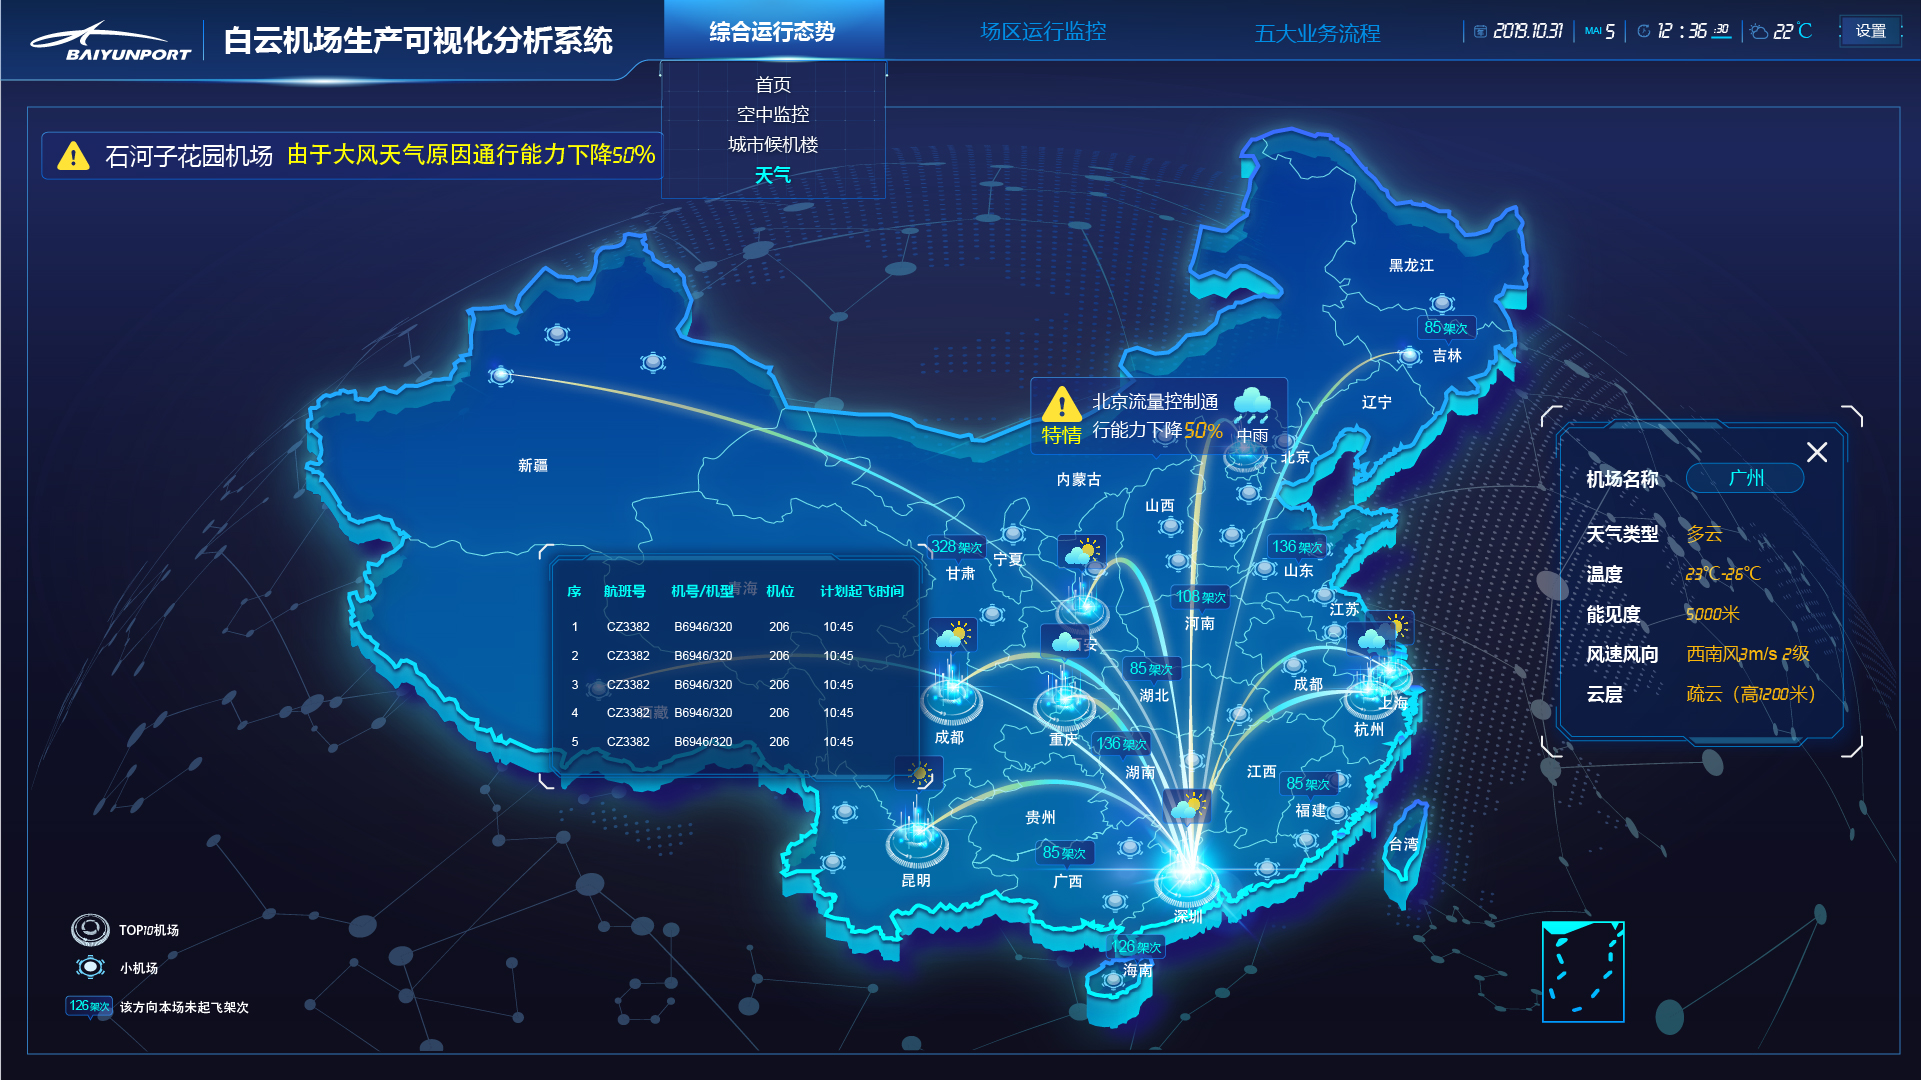 BAIYUNPORT
白云机场生产可视化分析系统
综合运行态势
场区运行监控
五大业务流程
2019.10.31
MAI 5
12 : 36 :30
22℃
设置
首页
空中监控
城市候机楼
天气
石河子花园机场 由于大风天气原因通行能力下降50%
黑龙江
85架次
吉林
辽宁
北京流量控制通
行能力下降50%
特情
中雨
北京
新疆
内蒙古
山西
328架次
宁夏
甘肃
136架次
山东
108架次
河南
江苏
安
85架次
湖北
成都
上海
杭州
成都
重庆
136架次
湖南
江西
85架次
福建
贵州
台湾
85架次
广西
昆明
深圳
126架次
海南
青海
西藏
序 航班号 机号/机型 机位 计划起飞时间
1 CZ3382 B6946/320 206 10:45
2 CZ3382 B6946/320 206 10:45
3 CZ3382 B6946/320 206 10:45
4 CZ3382 B6946/320 206 10:45
5 CZ3382 B6946/320 206 10:45
机场名称 广州
天气类型 多云
温度 23℃-26℃
能见度 5000米
风速风向 西南风3m/s 2级
云层 疏云（高1200米）
TOP10机场
小机场
126架次 该方向本场未起飞架次